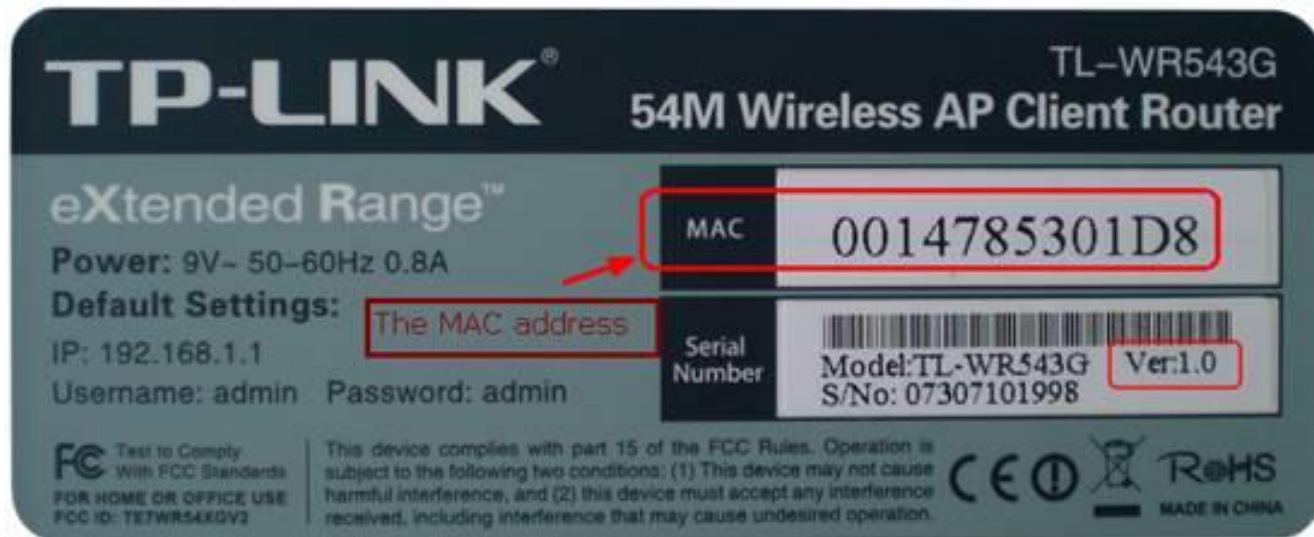 TP-LINK®
TL-WR543G
54M Wireless AP Client Router
eXtended Range™
Power: 9V~ 50-60Hz 0.8A
Default Settings:
IP: 192.168.1.1
Username: admin Password: admin
The MAC address
MAC 0014785301D8
Serial Number
Model:TL-WR543G Ver:1.0
S/No: 07307101998
FC Test to Comply
With FCC Standards
FOR HOME OR OFFICE USE
FCC ID: TE7WR54XGV2
This device complies with part 15 of the FCC Rules. Operation is
subject to the following two conditions: (1) This device may not cause
harmful interference, and (2) this device must accept any interference
received, including interference that may cause undesired operation.
CE
RoHS
MADE IN CHINA